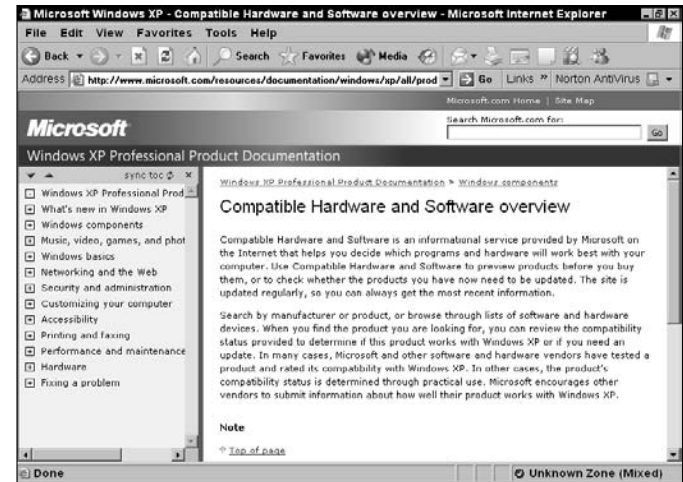 Microsoft Windows XP - Compatible Hardware and Software overview - Microsoft Internet Explorer
File Edit View Favorites Tools Help
Back Search Favorites Media
Address http://www.microsoft.com/resources/documentation/windows/xp/all/prod Go Links » Norton AntiVirus
Microsoft.com Home | Site Map
Microsoft
Search Microsoft.com for:
Go
Windows XP Professional Product Documentation
sync toc x
Windows XP Professional Prod
What's new in Windows XP
Windows components
Music, video, games, and phot
Windows basics
Networking and the Web
Security and administration
Customizing your computer
Accessibility
Printing and faxing
Performance and maintenance
Hardware
Fixing a problem
Windows XP Professional Product Documentation > Windows components
Compatible Hardware and Software overview
Compatible Hardware and Software is an informational service provided by Microsoft on
the Internet that helps you decide which programs and hardware will work best with your
computer. Use Compatible Hardware and Software to preview products before you buy
them, or to check whether the products you have now need to be updated. The site is
updated regularly, so you can always get the most recent information.
Search by manufacturer or product, or browse through lists of software and hardware
devices. When you find the product you are looking for, you can review the compatibility
status provided to determine if this product works with Windows XP or if you need an
update. In many cases, Microsoft and other software and hardware vendors have tested a
product and rated its compatibility with Windows XP. In other cases, the product's
compatibility status is determined through practical use. Microsoft encourages other
vendors to submit information about how well their product works with Windows XP.
Note
Top of page
Done Unknown Zone (Mixed)